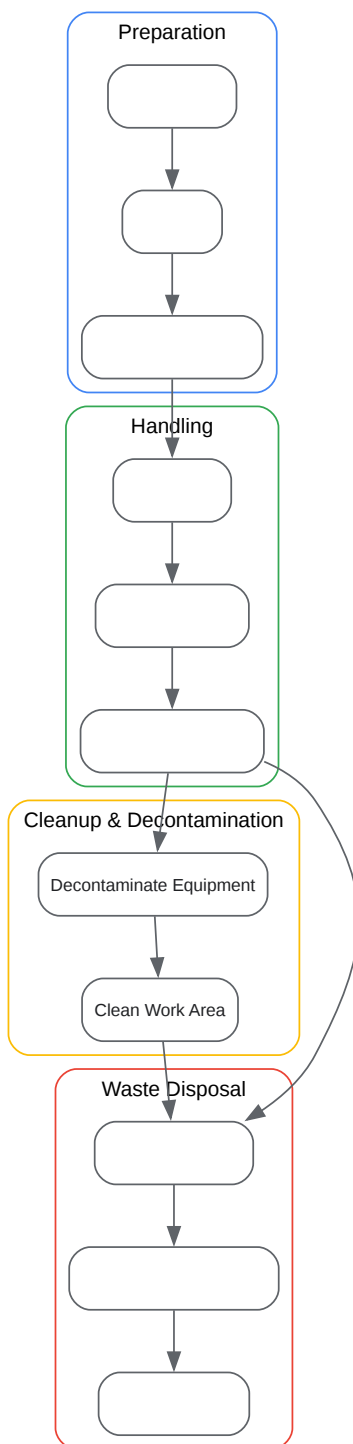 Preparation
Handling
Cleanup & Decontamination
Decontaminate Equipment
Clean Work Area
Waste Disposal